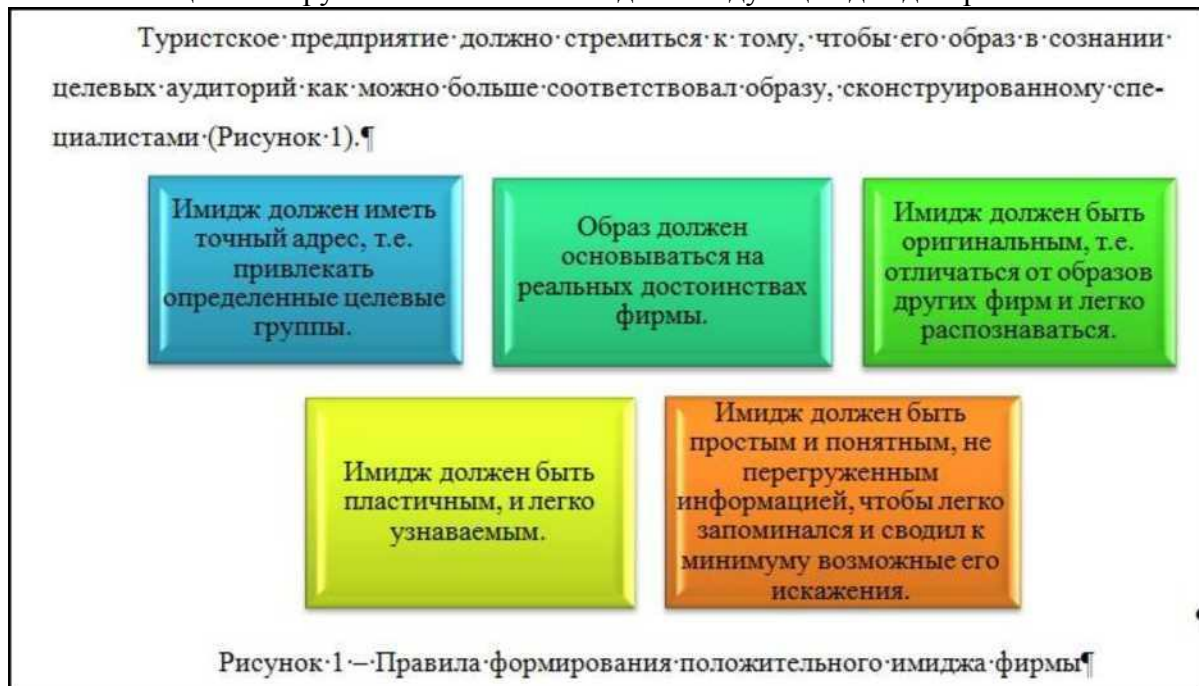 Туристское·предприятие·должно·стремиться·к·тому,·чтобы·его·образ·в·сознании·
целевых·аудиторий·как·можно·больше·соответствовал·образу,·сконструированному·спе-
циалистами·(Рисунок·1).¶
Имидж должен иметь
точный адрес, т.е.
привлекать
определенные целевые
группы.
Образ должен
основываться на
реальных достоинствах
фирмы.
Имидж должен быть
оригинальным, т.е.
отличаться от образов
других фирм и легко
распознаваться.
Имидж должен быть
пластичным, и легко
узнаваемым.
Имидж должен быть
простым и понятным, не
перегруженным
информацией, чтобы легко
запоминался и сводил к
минимуму возможные его
искажения.
Рисунок·1·–·Правила·формирования·положительного·имиджа·фирмы¶